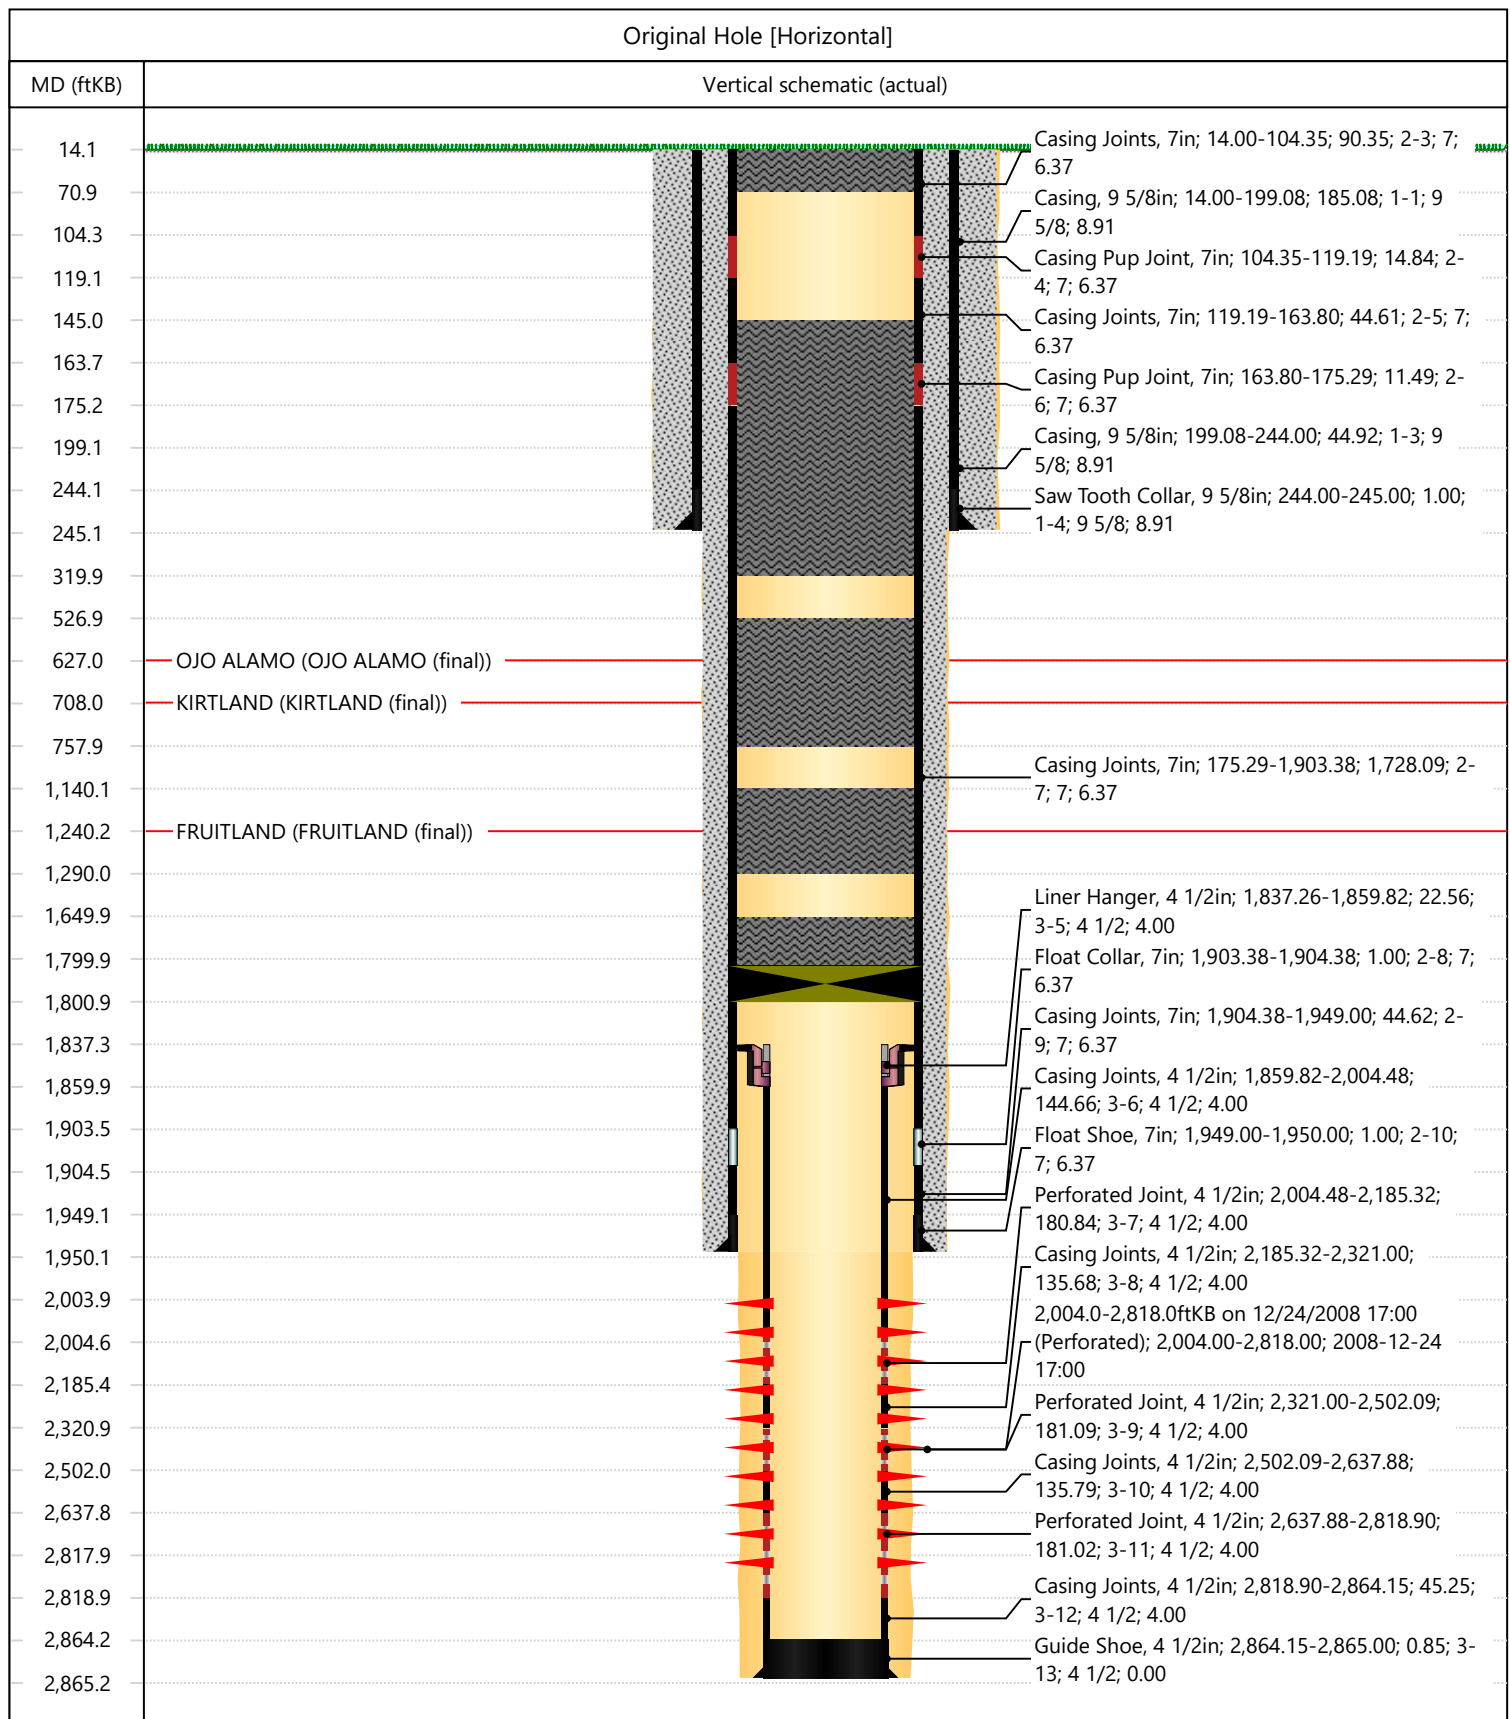 Original Hole [Horizontal]
MD (ftKB)
Vertical schematic (actual)
14.1
70.9
104.3
119.1
145.0
163.7
175.2
199.1
244.1
245.1
319.9
526.9
627.0
708.0
757.9
1,140.1
1,240.2
1,290.0
1,649.9
1,799.9
1,800.9
1,837.3
1,859.9
1,903.5
1,904.5
1,949.1
1,950.1
2,003.9
2,004.6
2,185.4
2,320.9
2,502.0
2,637.8
2,817.9
2,818.9
2,864.2
2,865.2
OJO ALAMO (OJO ALAMO (final))
KIRTLAND (KIRTLAND (final))
FRUITLAND (FRUITLAND (final))
Casing Joints, 7in; 14.00-104.35; 90.35; 2-3; 7;
6.37
Casing, 9 5/8in; 14.00-199.08; 185.08; 1-1; 9
5/8; 8.91
Casing Pup Joint, 7in; 104.35-119.19; 14.84; 2-
4; 7; 6.37
Casing Joints, 7in; 119.19-163.80; 44.61; 2-5; 7;
6.37
Casing Pup Joint, 7in; 163.80-175.29; 11.49; 2-
6; 7; 6.37
Casing, 9 5/8in; 199.08-244.00; 44.92; 1-3; 9
5/8; 8.91
Saw Tooth Collar, 9 5/8in; 244.00-245.00; 1.00;
1-4; 9 5/8; 8.91
Casing Joints, 7in; 175.29-1,903.38; 1,728.09; 2-
7; 7; 6.37
Liner Hanger, 4 1/2in; 1,837.26-1,859.82; 22.56;
3-5; 4 1/2; 4.00
Float Collar, 7in; 1,903.38-1,904.38; 1.00; 2-8; 7;
6.37
Casing Joints, 7in; 1,904.38-1,949.00; 44.62; 2-
9; 7; 6.37
Casing Joints, 4 1/2in; 1,859.82-2,004.48;
144.66; 3-6; 4 1/2; 4.00
Float Shoe, 7in; 1,949.00-1,950.00; 1.00; 2-10;
7; 6.37
Perforated Joint, 4 1/2in; 2,004.48-2,185.32;
180.84; 3-7; 4 1/2; 4.00
Casing Joints, 4 1/2in; 2,185.32-2,321.00;
135.68; 3-8; 4 1/2; 4.00
2,004.0-2,818.0ftKB on 12/24/2008 17:00
(Perforated); 2,004.00-2,818.00; 2008-12-24
17:00
Perforated Joint, 4 1/2in; 2,321.00-2,502.09;
181.09; 3-9; 4 1/2; 4.00
Casing Joints, 4 1/2in; 2,502.09-2,637.88;
135.79; 3-10; 4 1/2; 4.00
Perforated Joint, 4 1/2in; 2,637.88-2,818.90;
181.02; 3-11; 4 1/2; 4.00
Casing Joints, 4 1/2in; 2,818.90-2,864.15; 45.25;
3-12; 4 1/2; 4.00
Guide Shoe, 4 1/2in; 2,864.15-2,865.00; 0.85; 3-
13; 4 1/2; 0.00